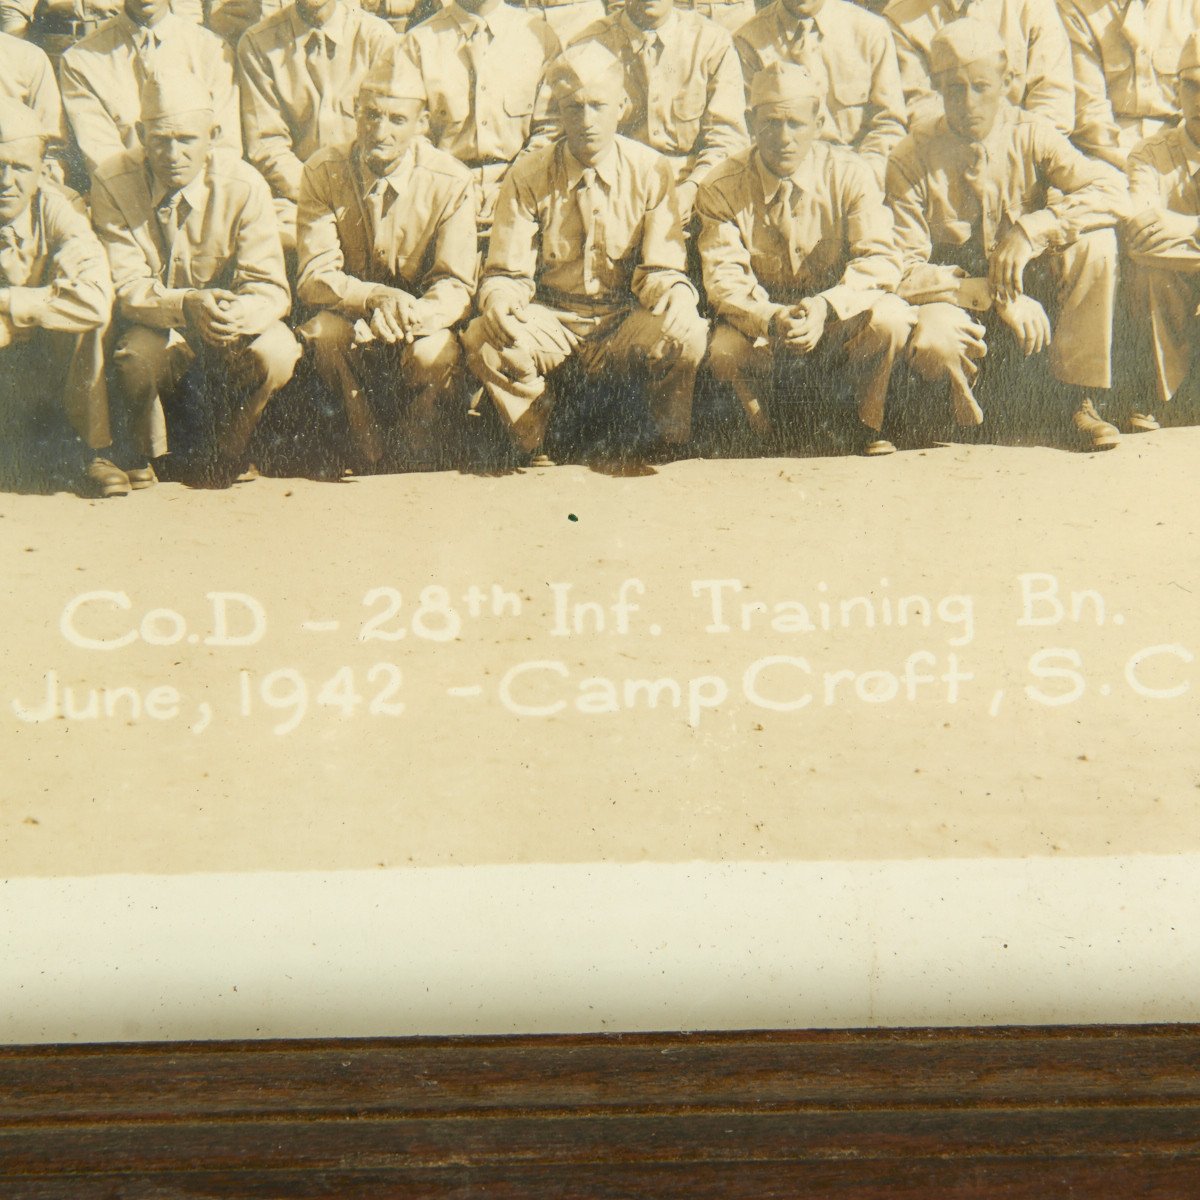 Co.D - 28th Inf. Training Bn.
June, 1942 - Camp Croft, S.C